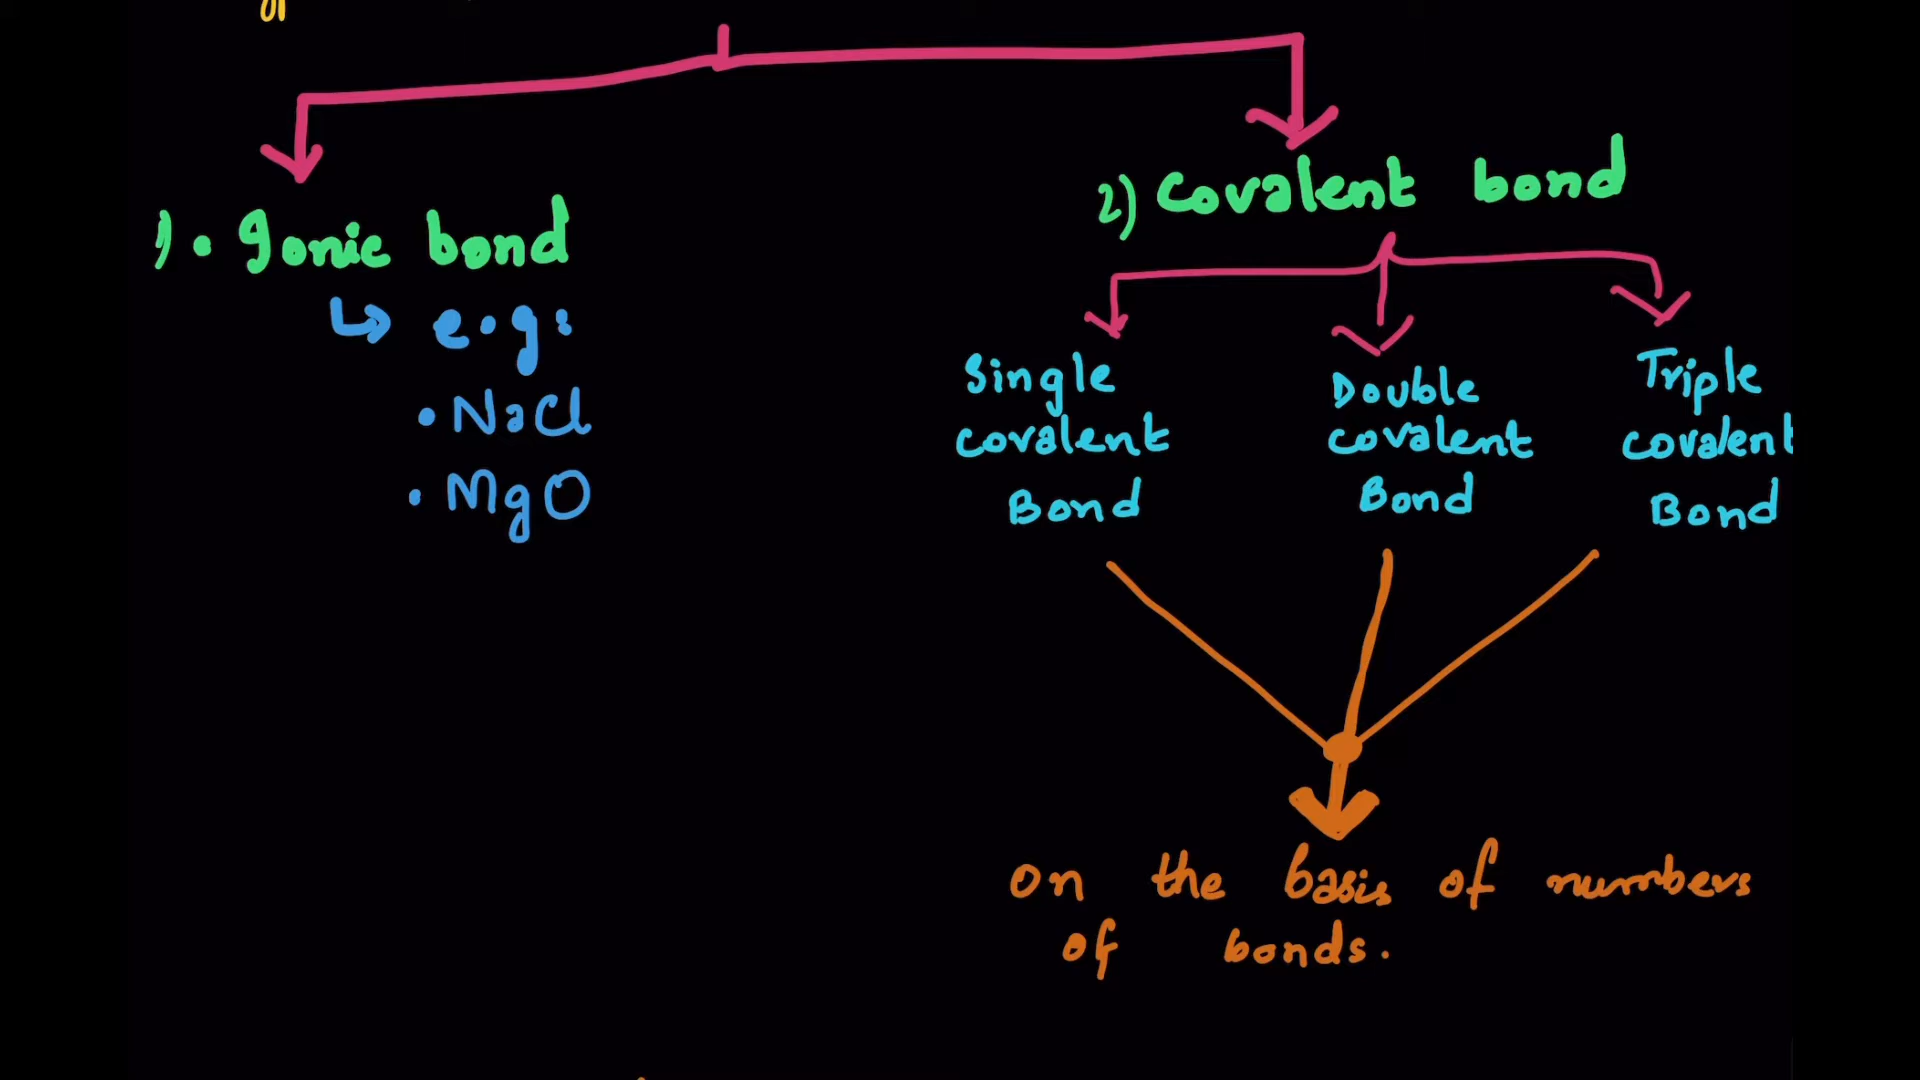 1). Ionic bond
↳ e.g:
• NaCl
• MgO
2) Covalent bond
Single
covalent
Bond
Double
covalent
Bond
Triple
covalent
Bond
on the basis of numbers
of bonds.